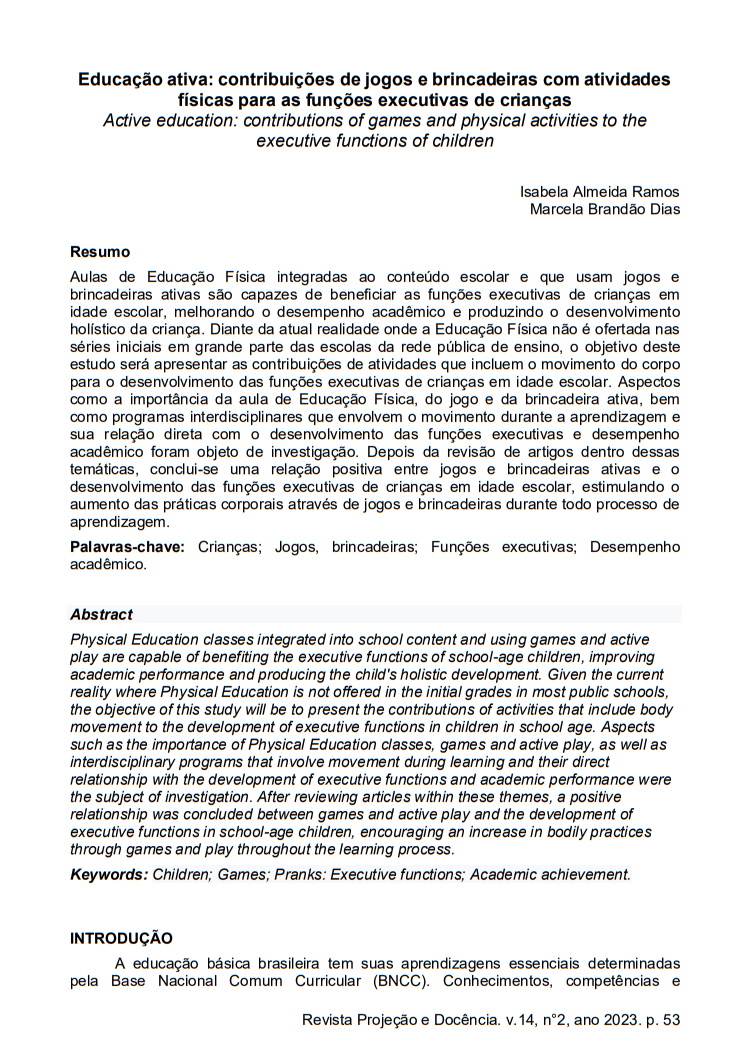 Educação ativa: contribuições de jogos e brincadeiras com atividades
físicas para as funções executivas de crianças
Active education: contributions of games and physical activities to the
executive functions of children
Isabela Almeida Ramos
Marcela Brandão Dias
Resumo
Aulas de Educação Física integradas ao conteúdo escolar e que usam jogos e
brincadeiras ativas são capazes de beneficiar as funções executivas de crianças em
idade escolar, melhorando o desempenho acadêmico e produzindo o desenvolvimento
holístico da criança. Diante da atual realidade onde a Educação Física não é ofertada nas
séries iniciais em grande parte das escolas da rede pública de ensino, o objetivo deste
estudo será apresentar as contribuições de atividades que incluem o movimento do corpo
para o desenvolvimento das funções executivas de crianças em idade escolar. Aspectos
como a importância da aula de Educação Física, do jogo e da brincadeira ativa, bem
como programas interdisciplinares que envolvem o movimento durante a aprendizagem e
sua relação direta com o desenvolvimento das funções executivas e desempenho
acadêmico foram objeto de investigação. Depois da revisão de artigos dentro dessas
temáticas, conclui-se uma relação positiva entre jogos e brincadeiras ativas e o
desenvolvimento das funções executivas de crianças em idade escolar, estimulando o
aumento das práticas corporais através de jogos e brincadeiras durante todo processo de
aprendizagem.
Palavras-chave: Crianças; Jogos, brincadeiras; Funções executivas; Desempenho
acadêmico.
Abstract
Physical Education classes integrated into school content and using games and active
play are capable of benefiting the executive functions of school-age children, improving
academic performance and producing the child's holistic development. Given the current
reality where Physical Education is not offered in the initial grades in most public schools,
the objective of this study will be to present the contributions of activities that include body
movement to the development of executive functions in children in school age. Aspects
such as the importance of Physical Education classes, games and active play, as well as
interdisciplinary programs that involve movement during learning and their direct
relationship with the development of executive functions and academic performance were
the subject of investigation. After reviewing articles within these themes, a positive
relationship was concluded between games and active play and the development of
executive functions in school-age children, encouraging an increase in bodily practices
through games and play throughout the learning process.
Keywords: Children; Games; Pranks: Executive functions; Academic achievement.
INTRODUÇÃO
A educação básica brasileira tem suas aprendizagens essenciais determinadas
pela Base Nacional Comum Curricular (BNCC). Conhecimentos, competências e
Revista Projeção e Docência. v.14, n°2, ano 2023. p. 53